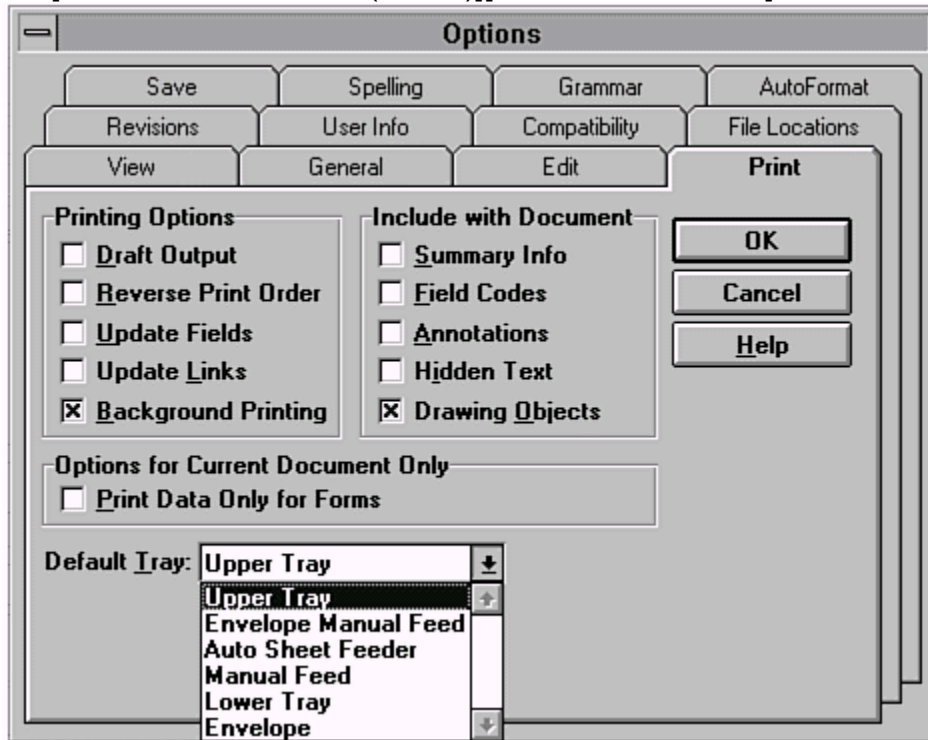 Options
Save Spelling Grammar AutoFormat
Revisions User Info Compatibility File Locations
View General Edit Print
Printing Options
Draft Output
Reverse Print Order
Update Fields
Update Links
Background Printing
Include with Document
Summary Info
Field Codes
Annotations
Hidden Text
Drawing Objects
OK
Cancel
Help
Options for Current Document Only
Print Data Only for Forms
Default Tray: Upper Tray
Upper Tray
Envelope Manual Feed
Auto Sheet Feeder
Manual Feed
Lower Tray
Envelope